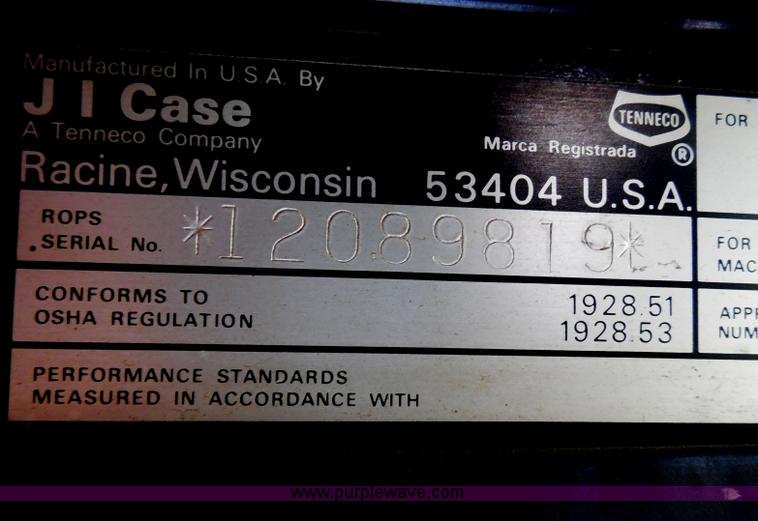 Manufactured In U.S.A. By
J I Case
A Tenneco Company
TENNECO
Marca Registrada ®
Racine, Wisconsin 53404 U.S.A.
ROPS
SERIAL No. *12089819*
CONFORMS TO
OSHA REGULATION
1928.51
1928.53
PERFORMANCE STANDARDS
MEASURED IN ACCORDANCE WITH
FOR
FOR
MAC
APP
NUM
www.purplewave.com